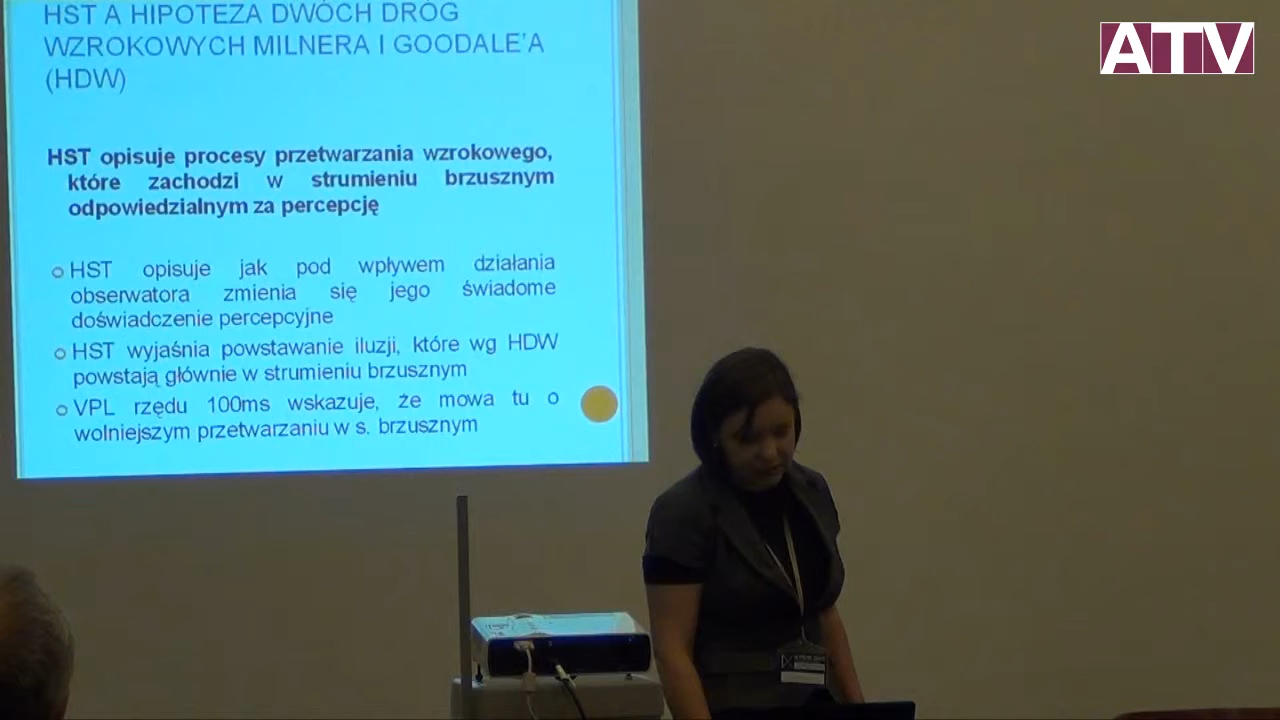 ATV
HST A HIPOTEZA DWÓCH DRÓG
WZROKOWYCH MILNERA I GOODALE'A
(HDW)
HST opisuje procesy przetwarzania wzrokowego,
które zachodzi w strumieniu brzusznym
odpowiedzialnym za percepcję
HST opisuje jak pod wpływem działania
obserwatora zmienia się jego świadome
doświadczenie percepcyjne
HST wyjaśnia powstawanie iluzji, które wg HDW
powstają głównie w strumieniu brzusznym
VPL rzędu 100ms wskazuje, że mowa tu o
wolniejszym przetwarzaniu w s. brzusznym